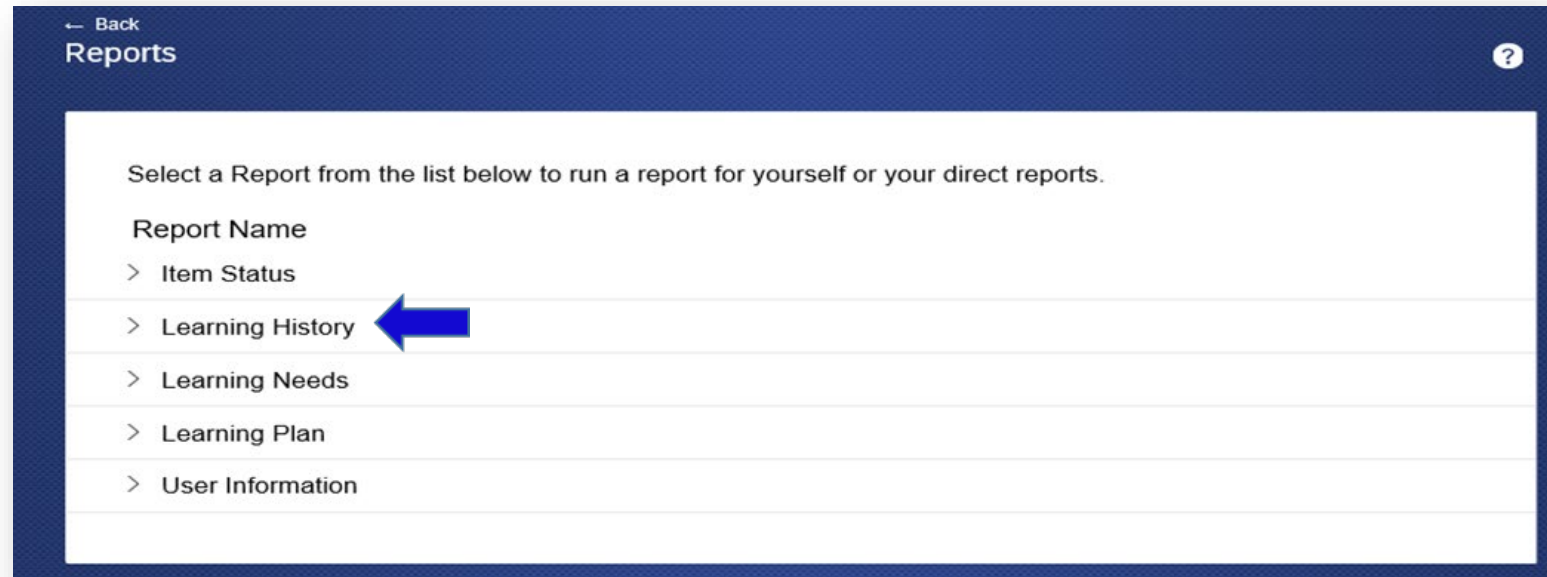 ← Back
Reports
?
Select a Report from the list below to run a report for yourself or your direct reports.
Report Name
> Item Status
> Learning History
> Learning Needs
> Learning Plan
> User Information